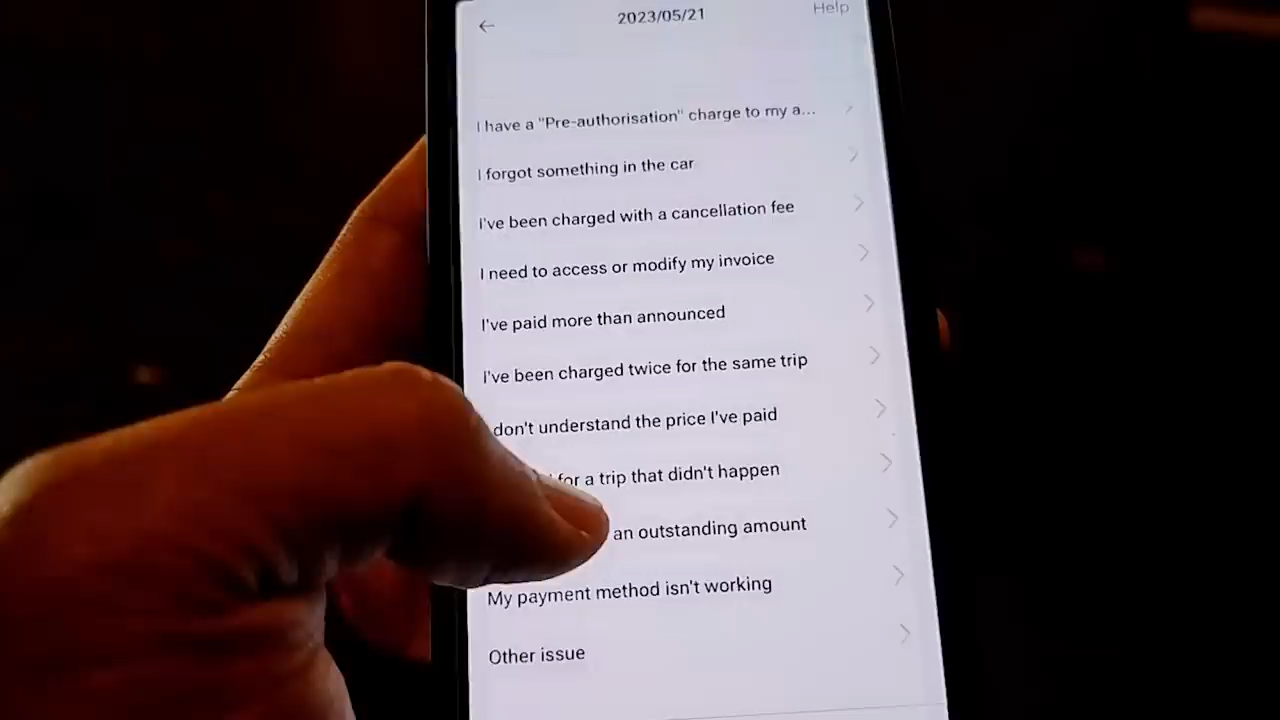 2023/05/21
Help
I have a "Pre-authorisation" charge to my a...
I forgot something in the car
I've been charged with a cancellation fee
I need to access or modify my invoice
I've paid more than announced
I've been charged twice for the same trip
don't understand the price I've paid
for a trip that didn't happen
an outstanding amount
My payment method isn't working
Other issue